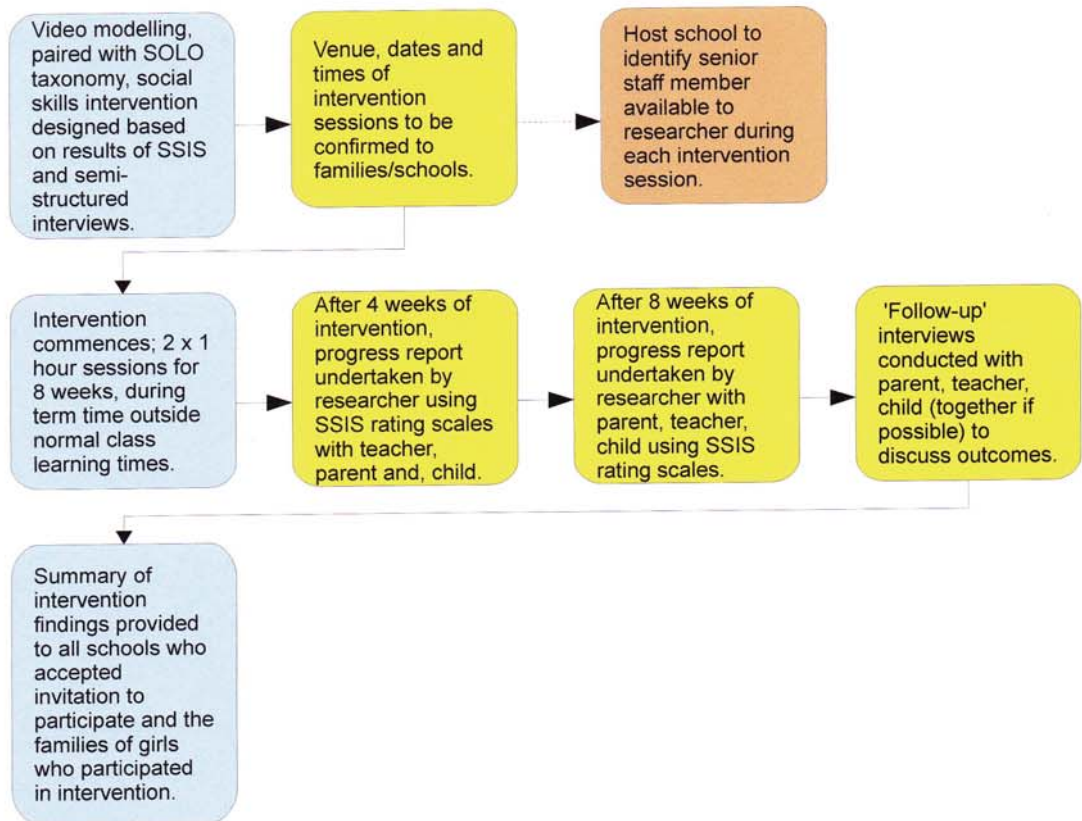 Video modelling,
paired with SOLO
taxonomy, social
skills intervention
designed based
on results of SSIS
and semi-
structured
interviews.
Venue, dates and
times of
intervention
sessions to be
confirmed to
families/schools.
Host school to
identify senior
staff member
available to
researcher during
each intervention
session.
Intervention
commences; 2 x 1
hour sessions for
8 weeks, during
term time outside
normal class
learning times.
After 4 weeks of
intervention,
progress report
undertaken by
researcher using
SSIS rating scales
with teacher,
parent and, child.
After 8 weeks of
intervention,
progress report
undertaken by
researcher with
parent, teacher,
child using SSIS
rating scales.
'Follow-up'
interviews
conducted with
parent, teacher,
child (together if
possible) to
discuss outcomes.
Summary of
intervention
findings provided
to all schools who
accepted
invitation to
participate and the
families of girls
who participated
in intervention.